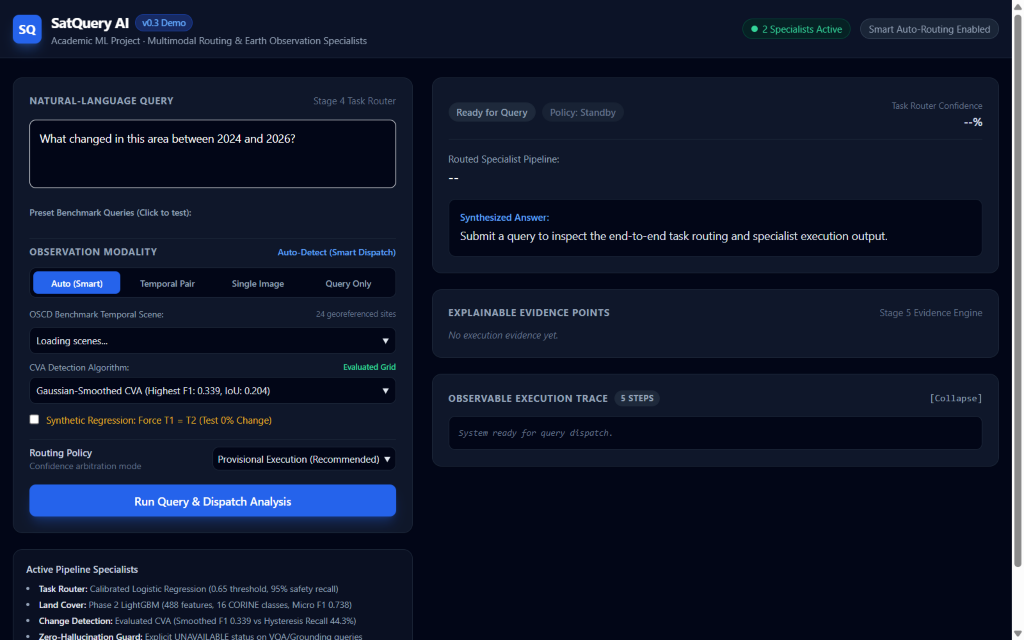 SQ
SatQuery AI v0.3 Demo
Academic ML Project · Multimodal Routing & Earth Observation Specialists
2 Specialists Active
Smart Auto-Routing Enabled
NATURAL-LANGUAGE QUERY
Stage 4 Task Router
What changed in this area between 2024 and 2026?
Preset Benchmark Queries (Click to test):
OBSERVATION MODALITY
Auto-Detect (Smart Dispatch)
Auto (Smart)
Temporal Pair
Single Image
Query Only
OSCD Benchmark Temporal Scene:
24 georeferenced sites
Loading scenes...
CVA Detection Algorithm:
Evaluated Grid
Gaussian-Smoothed CVA (Highest F1: 0.339, IoU: 0.204)
Synthetic Regression: Force T1 = T2 (Test 0% Change)
Routing Policy
Confidence arbitration mode
Provisional Execution (Recommended)
Run Query & Dispatch Analysis
Active Pipeline Specialists
• Task Router: Calibrated Logistic Regression (0.65 threshold, 95% safety recall)
• Land Cover: Phase 2 LightGBM (488 features, 16 CORINE classes, Micro F1 0.738)
• Change Detection: Evaluated CVA (Smoothed F1 0.339 vs Hysteresis Recall 44.3%)
• Zero-Hallucination Guard: Explicit UNAVAILABLE status on VQA/Grounding queries
Ready for Query
Policy: Standby
Task Router Confidence
--%
Routed Specialist Pipeline:
--
Synthesized Answer:
Submit a query to inspect the end-to-end task routing and specialist execution output.
EXPLAINABLE EVIDENCE POINTS
Stage 5 Evidence Engine
No execution evidence yet.
OBSERVABLE EXECUTION TRACE
5 STEPS
[Collapse]
System ready for query dispatch.